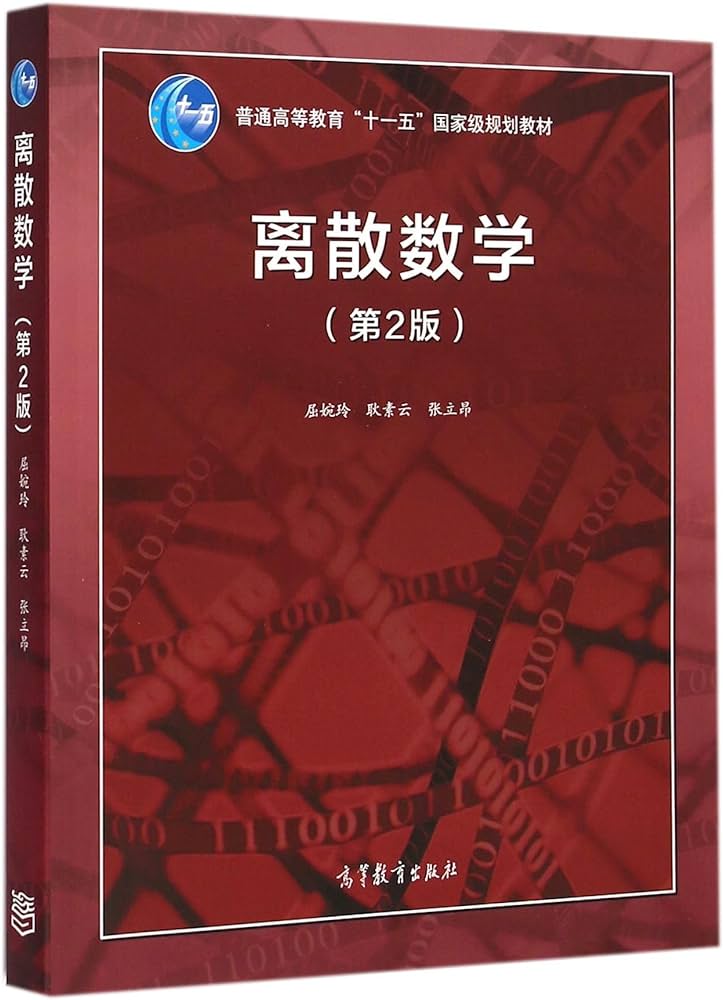 十一五
普通高等教育“十一五”国家级规划教材
离散数学
（第2版）
屈婉玲 耿素云 张立昂
高等教育出版社
十一五
离散数学（第2版）
屈婉玲 耿素云 张立昂